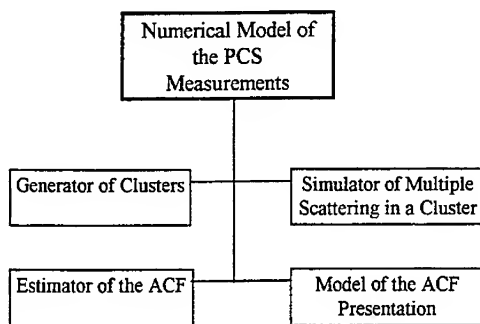 Numerical Model of
the PCS
Measurements
Generator of Clusters
Simulator of Multiple
Scattering in a Cluster
Estimator of the ACF
Model of the ACF
Presentation